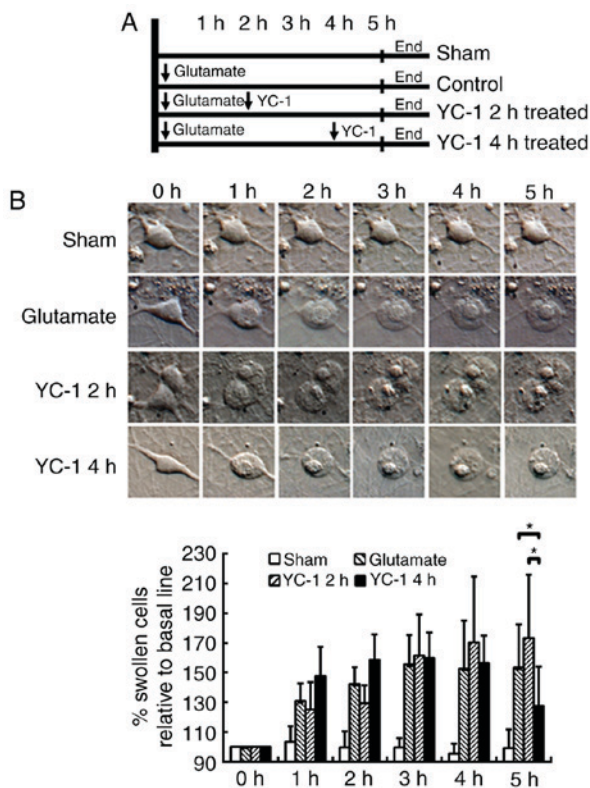 A
1 h 2 h 3 h 4 h 5 h
End
Sham
Glutamate
End
Control
Glutamate
YC-1
End
YC-1 2 h treated
Glutamate
YC-1
End
YC-1 4 h treated
B
0 h 1 h 2 h 3 h 4 h 5 h
Sham
Glutamate
YC-1 2 h
YC-1 4 h
% swollen cells
relative to basal line
230
210
190
170
150
130
110
90
Sham
Glutamate
YC-1 2 h
YC-1 4 h
*
*
0 h 1 h 2 h 3 h 4 h 5 h